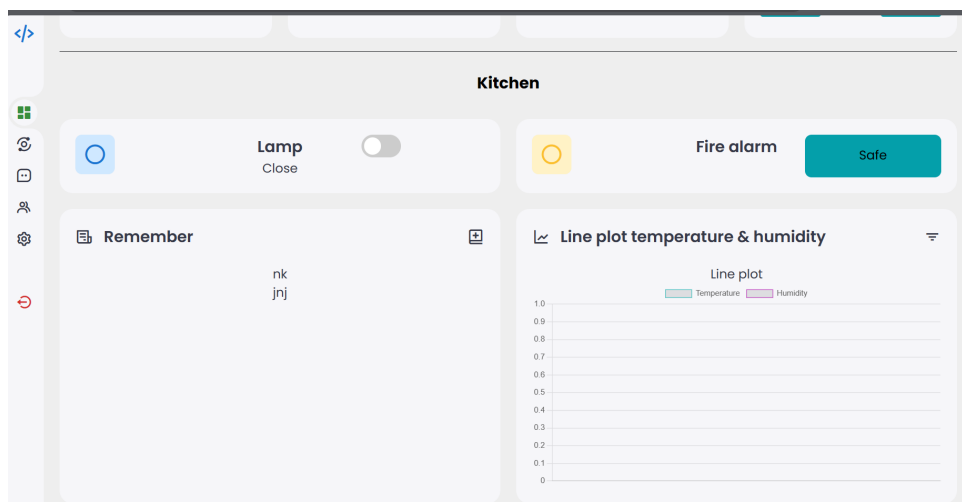 </>
Kitchen
Lamp
Close
Fire alarm
Safe
Remember
nk
jnj
Line plot temperature & humidity
Line plot
Temperature Humidity
1.0
0.9
0.8
0.7
0.6
0.5
0.4
0.3
0.2
0.1
0